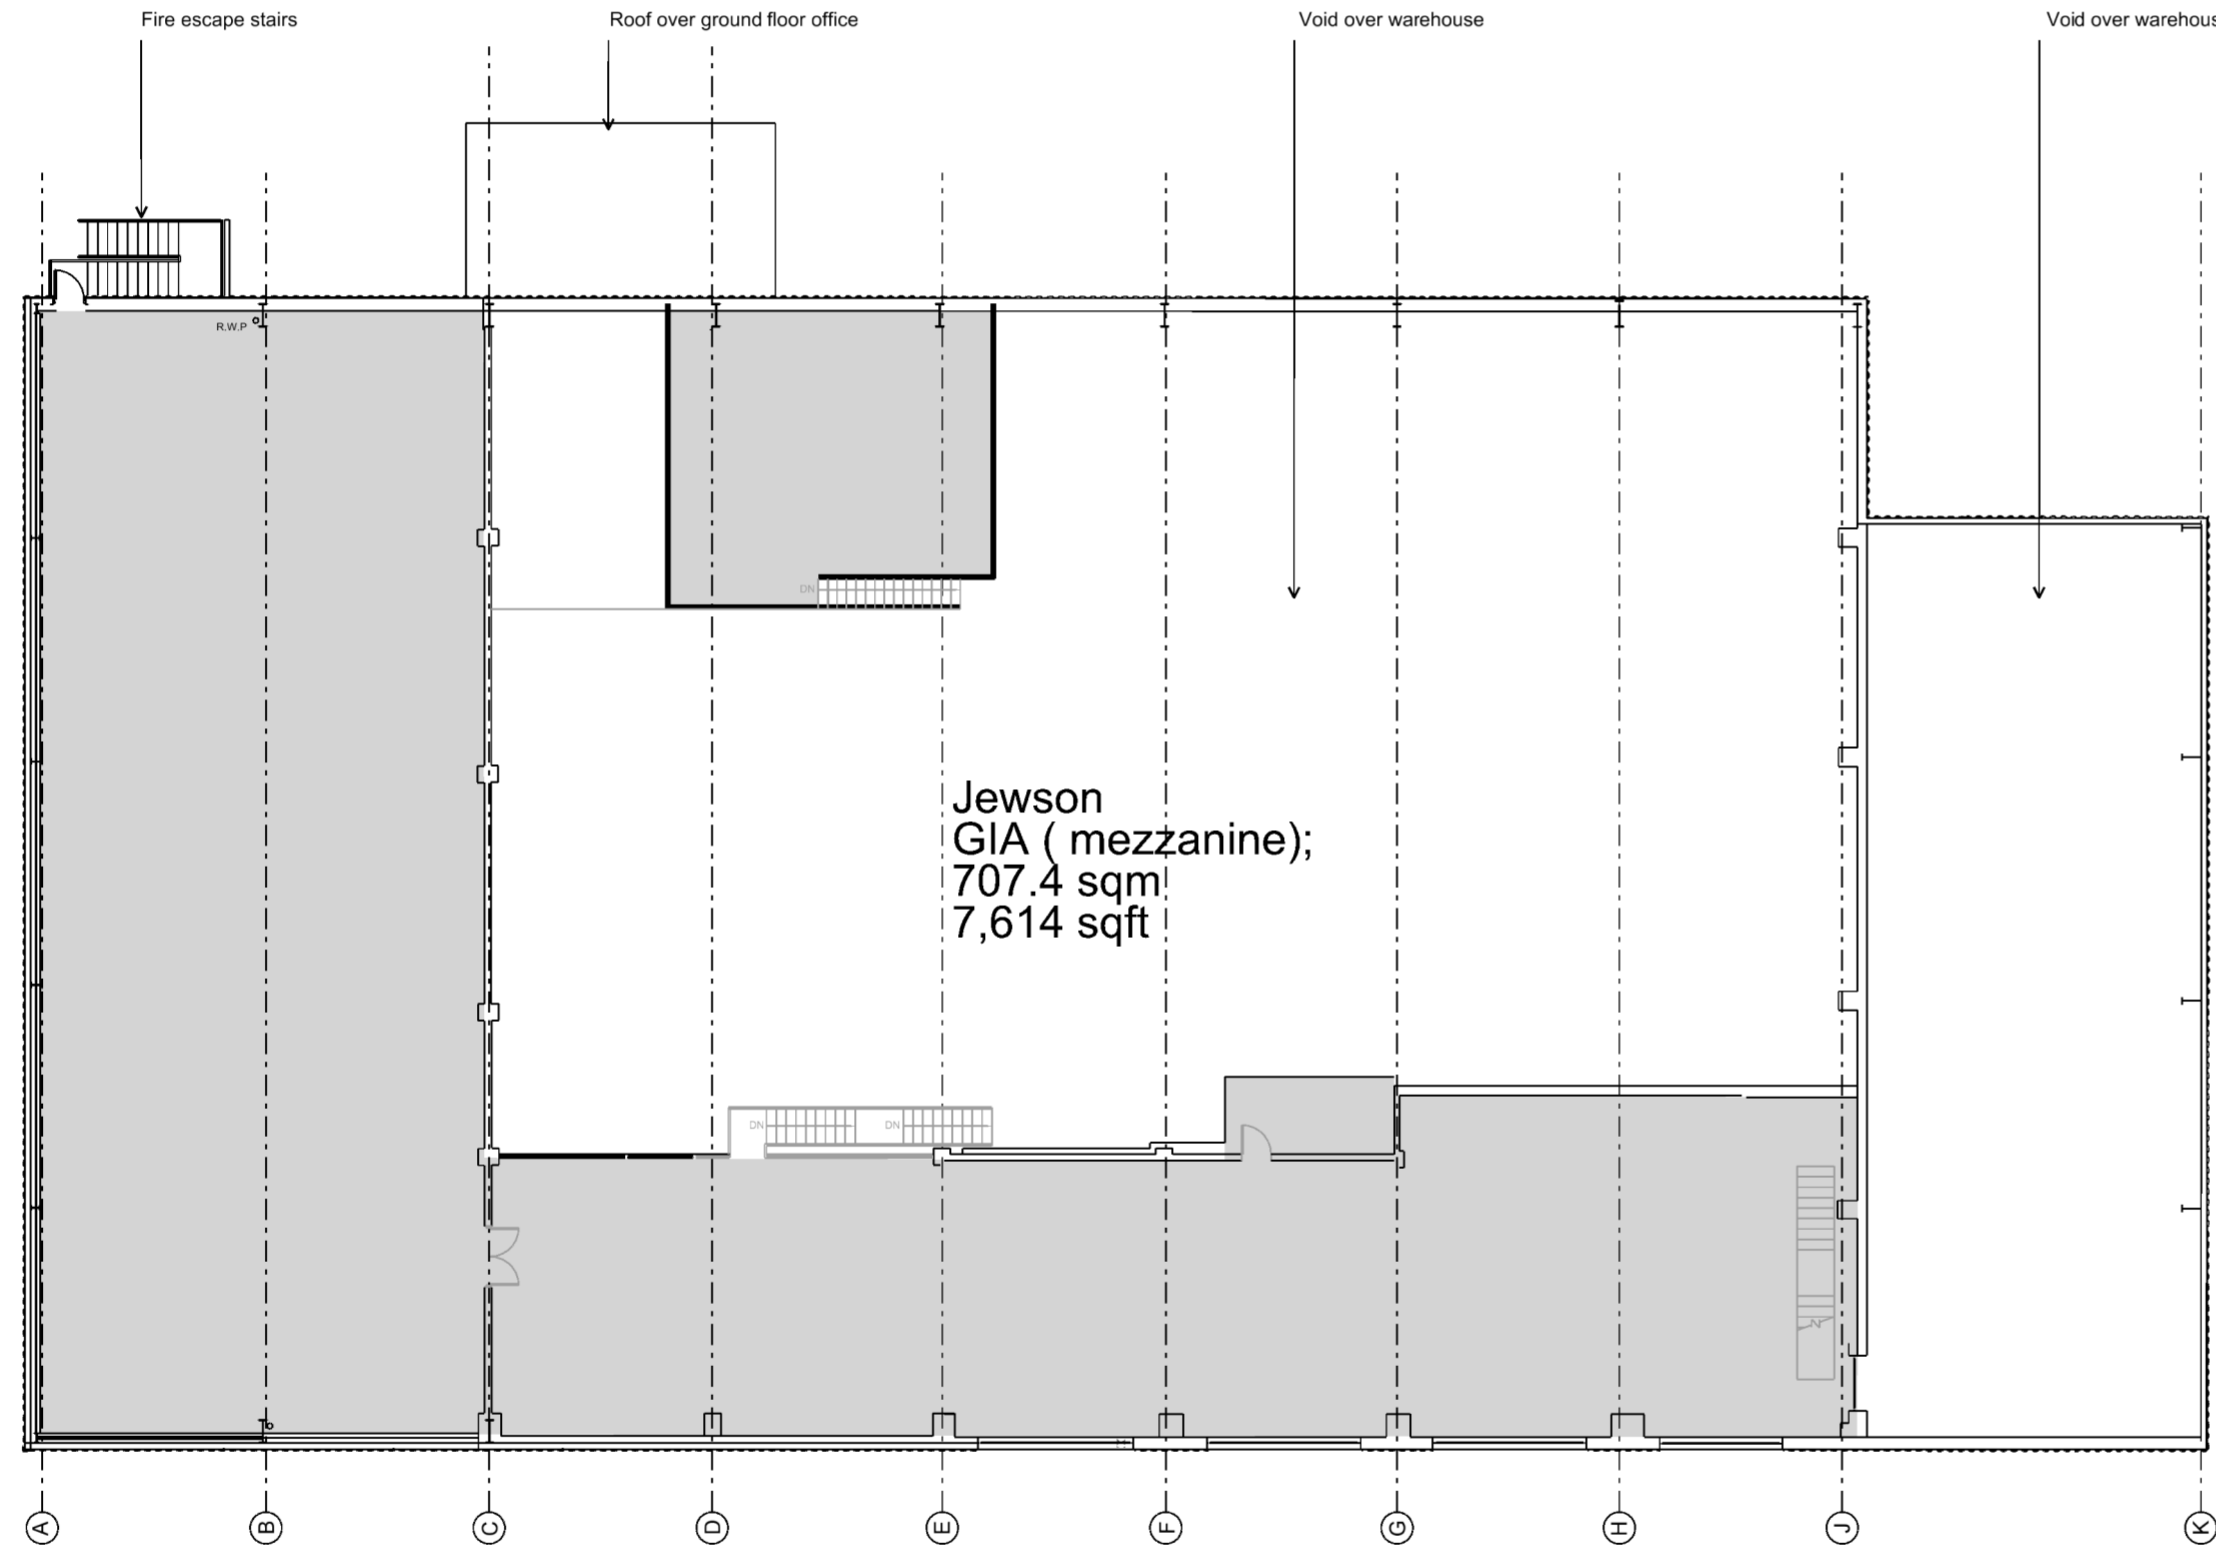 Fire escape stairs
Roof over ground floor office
Void over warehouse
Void over warehous
R.W.P
DN
Jewson
GIA ( mezzanine);
707.4 sqm
7,614 sqft
DN
DN
A
B
C
D
E
F
G
H
J
K